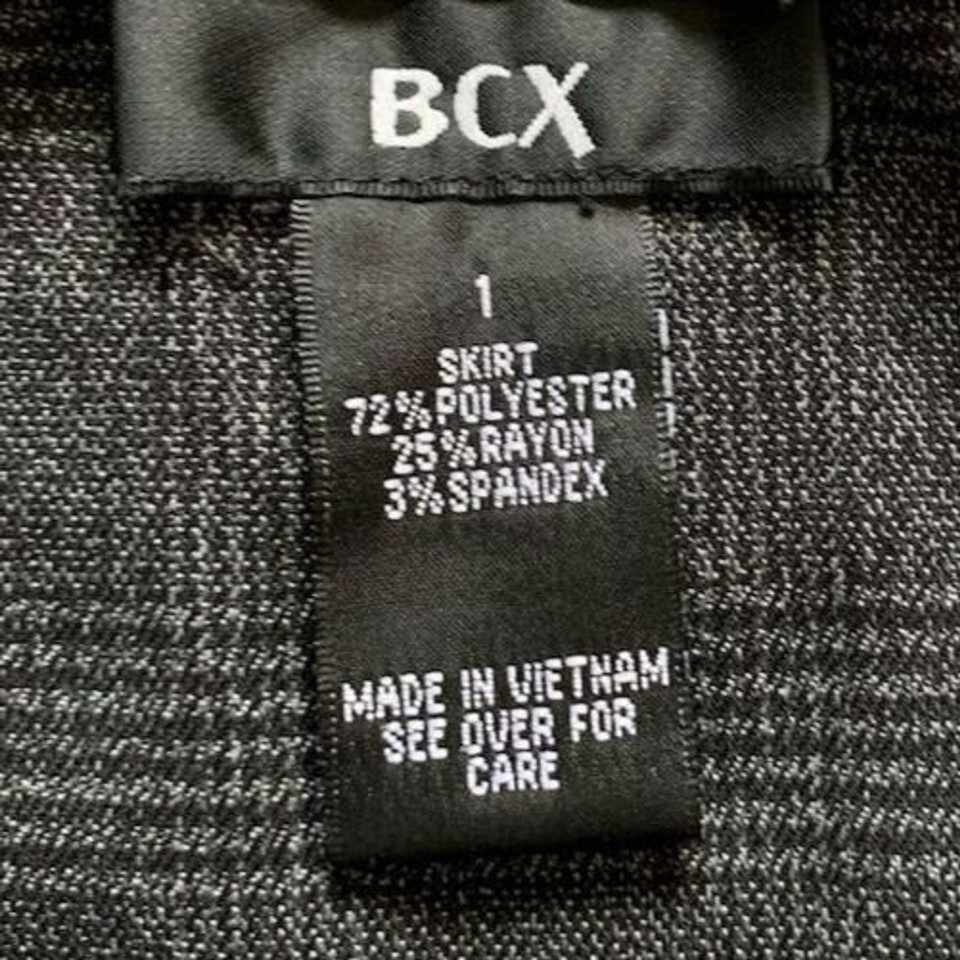 BCX
1
SKIRT
72%POLYESTER
25%RAYON
3%SPANDEX
MADE IN VIETNAM
SEE OVER FOR
CARE